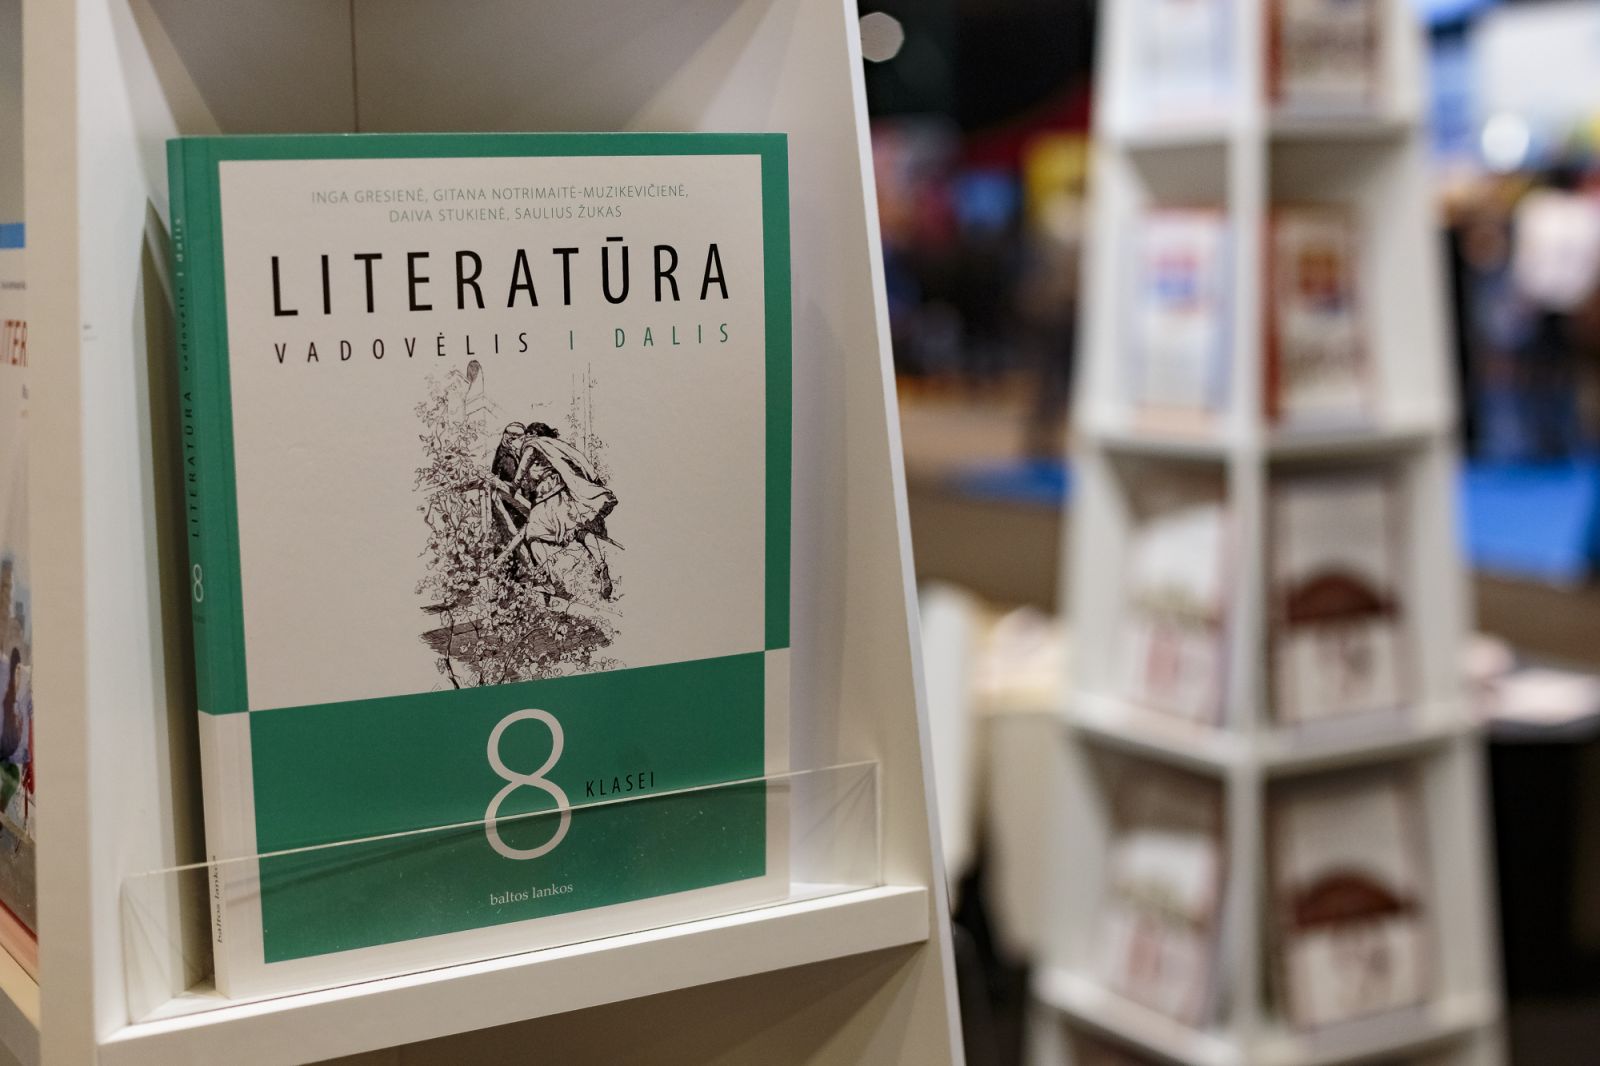 INGA GRESIENĖ, GITANA NOTRIMAITĖ-MUZIKEVIČIENĖ,
DAIVA STUKIENĖ, SAULIUS ŽUKAS
LITERATŪRA
VADOVĖLIS I DALIS
8 KLASEI
baltos lankos
baltos lankos LITERATŪRA vadovėlis I dalis
8